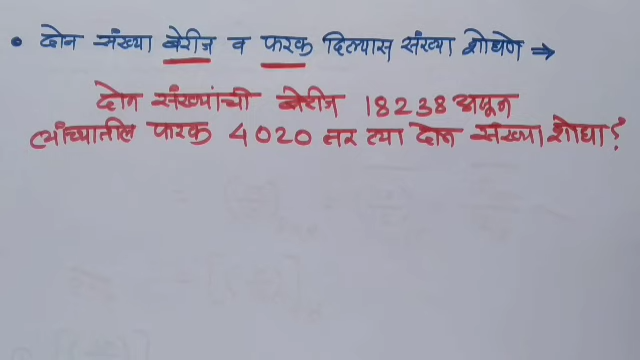 • दोन संख्या बेरीज व फरक दिल्यास संख्या शोधणे ⇒
दोन संख्यांची बेरीज 18238 असून
त्यांच्यातील फरक 4020 तर त्या दोन संख्या शोधा?